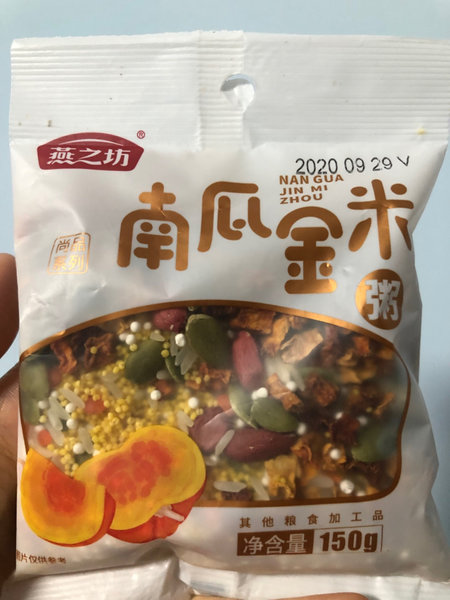 燕之坊®
2020 09 29 V
NAN GUA
JIN MI
ZHOU
南瓜金米
粥
尚品
系列
其他粮食加工品
净含量 150g
图片仅供参考